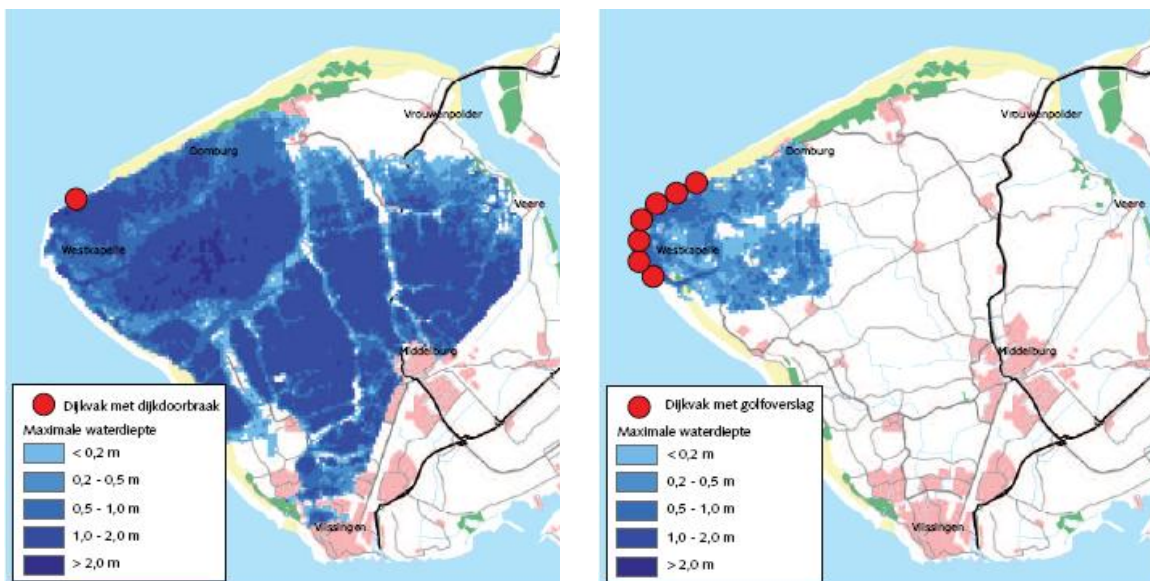 Vrouwenpolder
Domburg
Veere
Westkapelle
Middelburg
Vlissingen
Dijkvak met dijkdoorbraak
Maximale waterdiepte
< 0,2 m
0,2 - 0,5 m
0,5 - 1,0 m
1,0 - 2,0 m
> 2,0 m
Vrouwenpolder
Domburg
Veere
Westkapelle
Middelburg
Vlissingen
Dijkvak met golfoverslag
Maximale waterdiepte
< 0,2 m
0,2 - 0,5 m
0,5 - 1,0 m
1,0 - 2,0 m
> 2,0 m